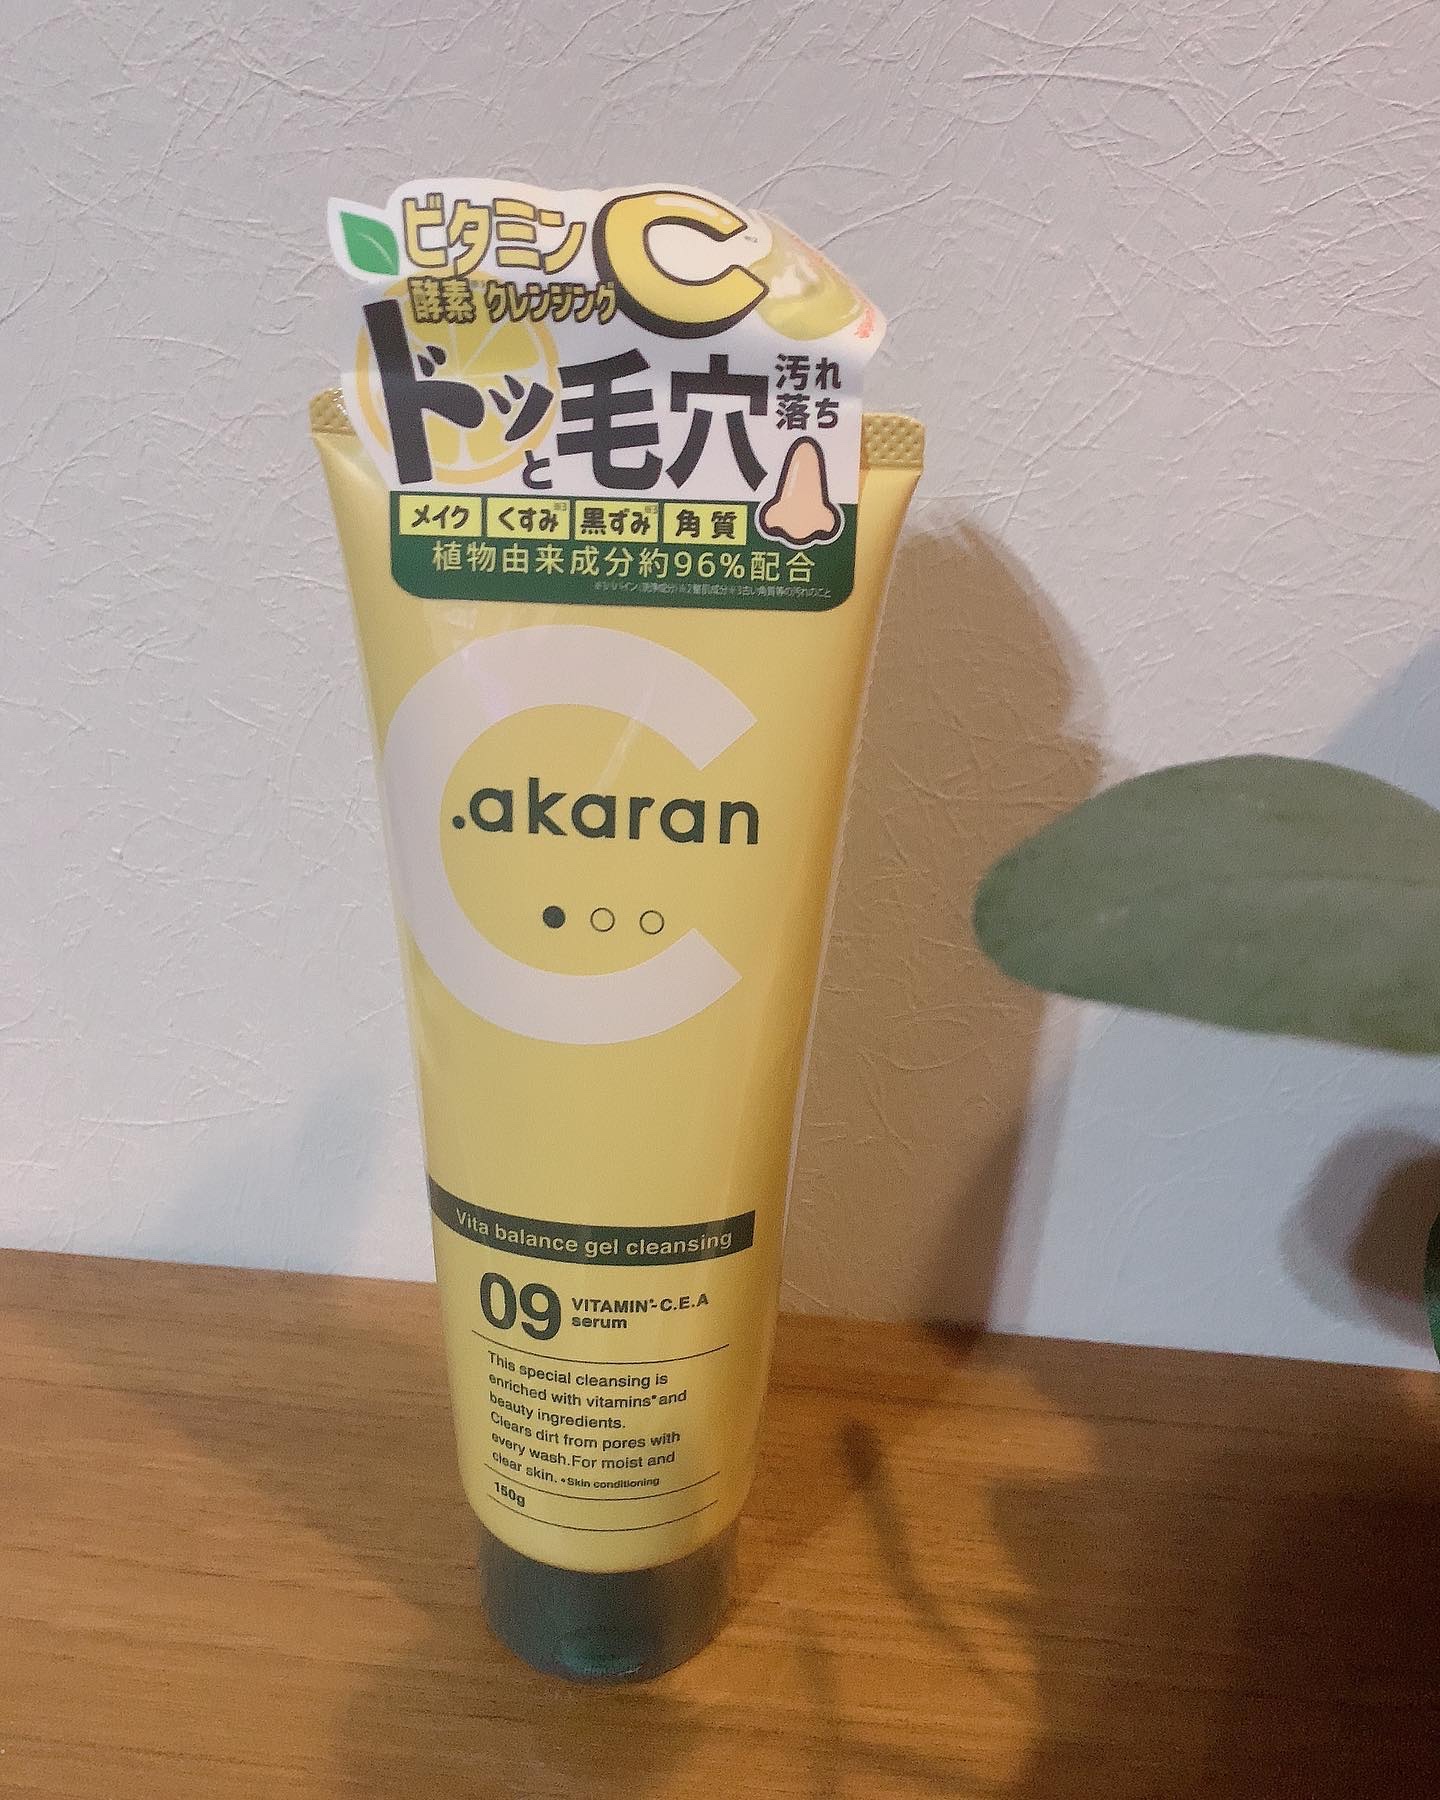 ビタミンC
酵素 クレンジング
ドッと毛穴
汚れ
落ち
メイク くすみ※3 黒ずみ※3 角質
植物由来成分約96%配合
C
.akaran
Vita balance gel cleansing
09 VITAMIN*-C.E.A
serum
This special cleansing is
enriched with vitamins*and
beauty ingredients.
Clears dirt from pores with
every wash.For moist and
clear skin. *Skin conditioning
150g